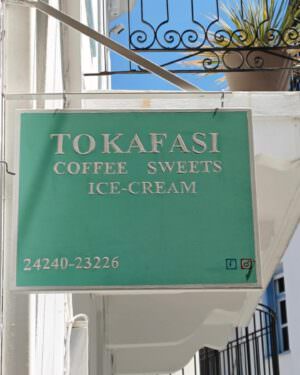 TOKAFASI
COFFEE SWEETS
ICE-CREAM
24240-23226